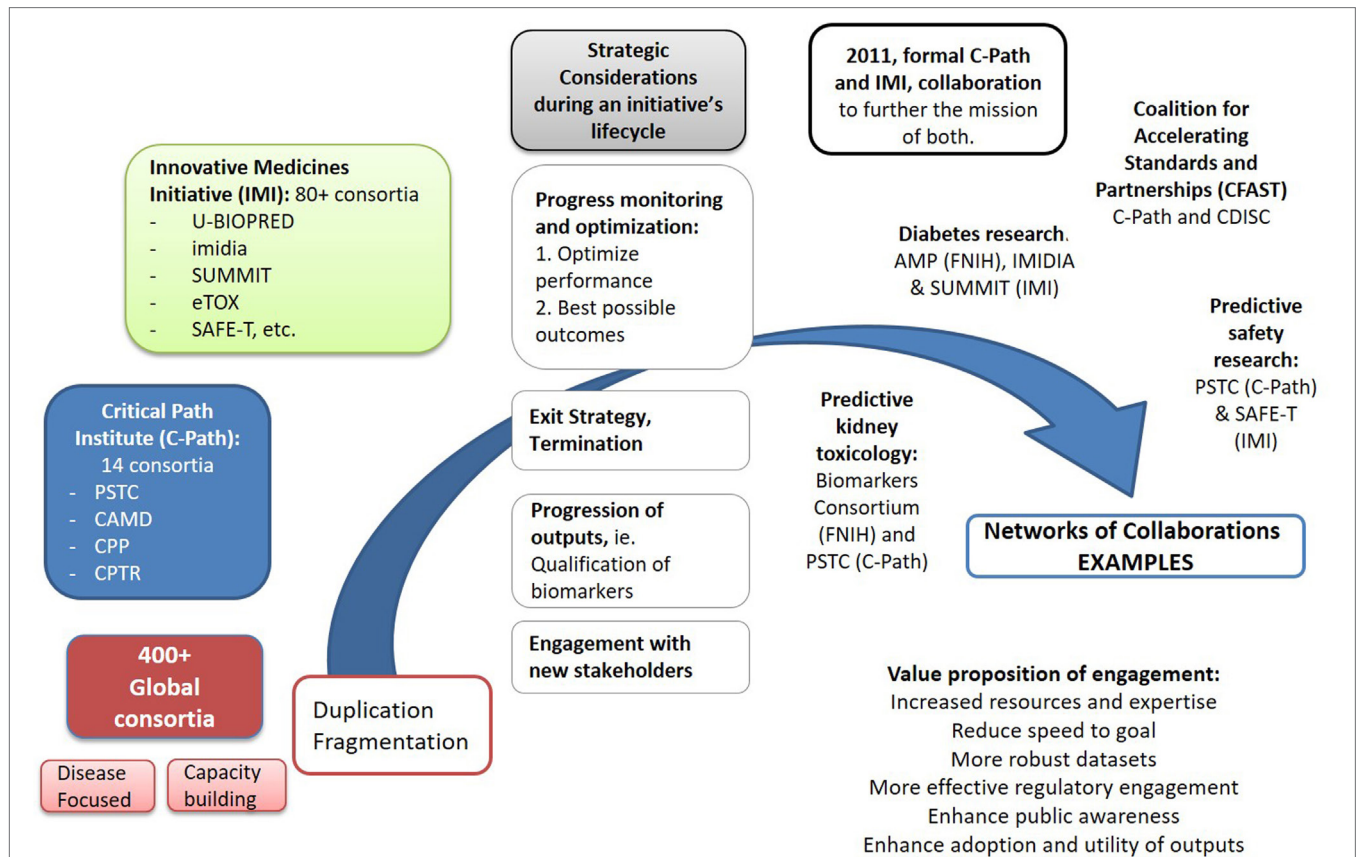 Strategic
Considerations
during an initiative's
lifecycle
2011, formal C-Path
and IMI, collaboration
to further the mission
of both.
Coalition for
Accelerating
Standards and
Partnerships (CFAST)
C-Path and CDISC
Innovative Medicines
Initiative (IMI): 80+ consortia
- U-BIOPRED
- imidia
- SUMMIT
- eTOX
- SAFE-T, etc.
Progress monitoring
and optimization:
1. Optimize
performance
2. Best possible
outcomes
Diabetes research.
AMP (FNIH), IMIDIA
& SUMMIT (IMI)
Predictive
safety
research:
PSTC (C-Path)
& SAFE-T
(IMI)
Critical Path
Institute (C-Path):
14 consortia
- PSTC
- CAMD
- CPP
- CPTR
Exit Strategy,
Termination
Predictive
kidney
toxicology:
Biomarkers
Consortium
(FNIH) and
PSTC (C-Path)
Progression of
outputs, ie.
Qualification of
biomarkers
Networks of Collaborations
EXAMPLES
Engagement with
new stakeholders
400+
Global
consortia
Duplication
Fragmentation
Disease
Focused
Capacity
building
Value proposition of engagement:
Increased resources and expertise
Reduce speed to goal
More robust datasets
More effective regulatory engagement
Enhance public awareness
Enhance adoption and utility of outputs